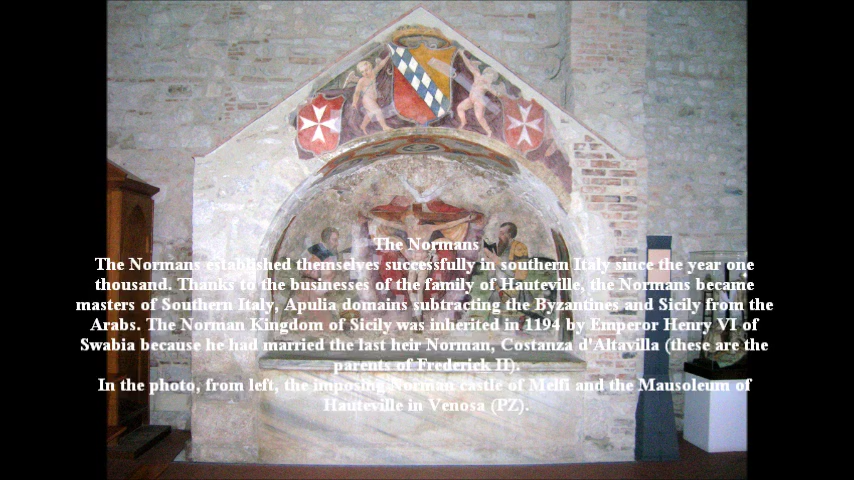 The Normans
The Normans established themselves successfully in southern Italy since the year one
thousand. Thanks to the businesses of the family of Hauteville, the Normans became
masters of Southern Italy, Apulia domains subtracting the Byzantines and Sicily from the
Arabs. The Norman Kingdom of Sicily was inherited in 1194 by Emperor Henry VI of
Swabia because he had married the last heir Norman, Costanza d'Altavilla (these are the
parents of Frederick II).
In the photo, from left, the imposing Norman castle of Melfi and the Mausoleum of
Hauteville in Venosa (PZ).